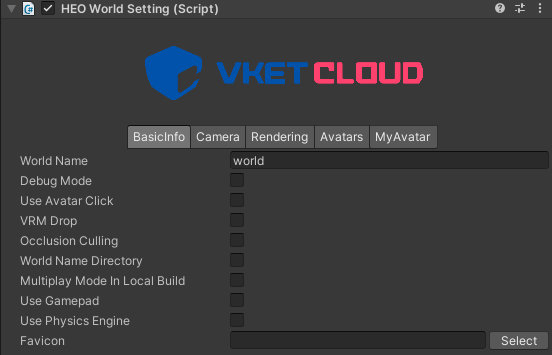 HEO World Setting (Script)
VKET CLOUD
BasicInfo Camera Rendering Avatars MyAvatar
World Name world
Debug Mode
Use Avatar Click
VRM Drop
Occlusion Culling
World Name Directory
Multiplay Mode In Local Build
Use Gamepad
Use Physics Engine
Favicon Select